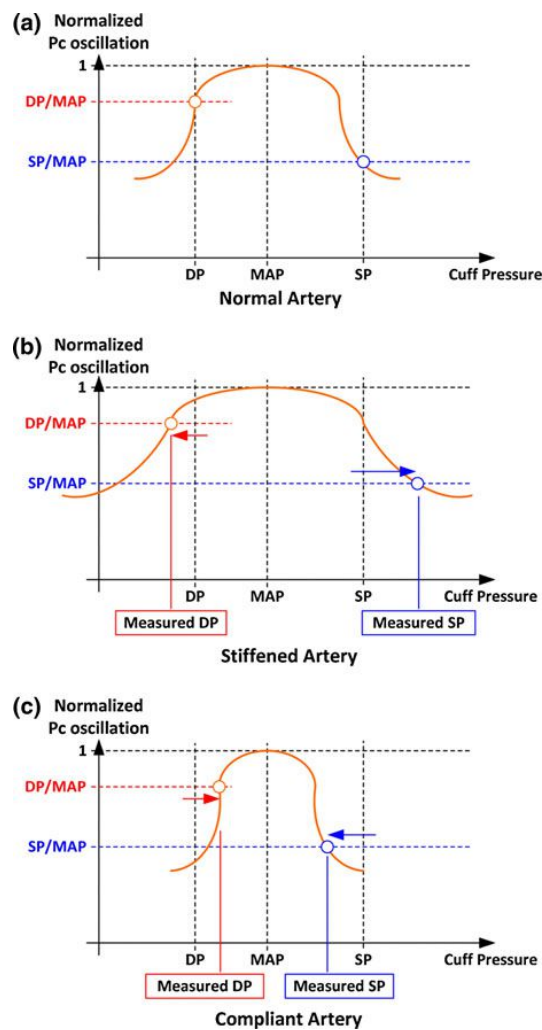 (a)
Normalized
Pc oscillation
1
DP/MAP
SP/MAP
DP
MAP
SP
Cuff Pressure
Normal Artery
(b)
Normalized
Pc oscillation
1
DP/MAP
SP/MAP
DP
MAP
SP
Cuff Pressure
Measured DP
Measured SP
Stiffened Artery
(c)
Normalized
Pc oscillation
1
DP/MAP
SP/MAP
DP
MAP
SP
Cuff Pressure
Measured DP
Measured SP
Compliant Artery